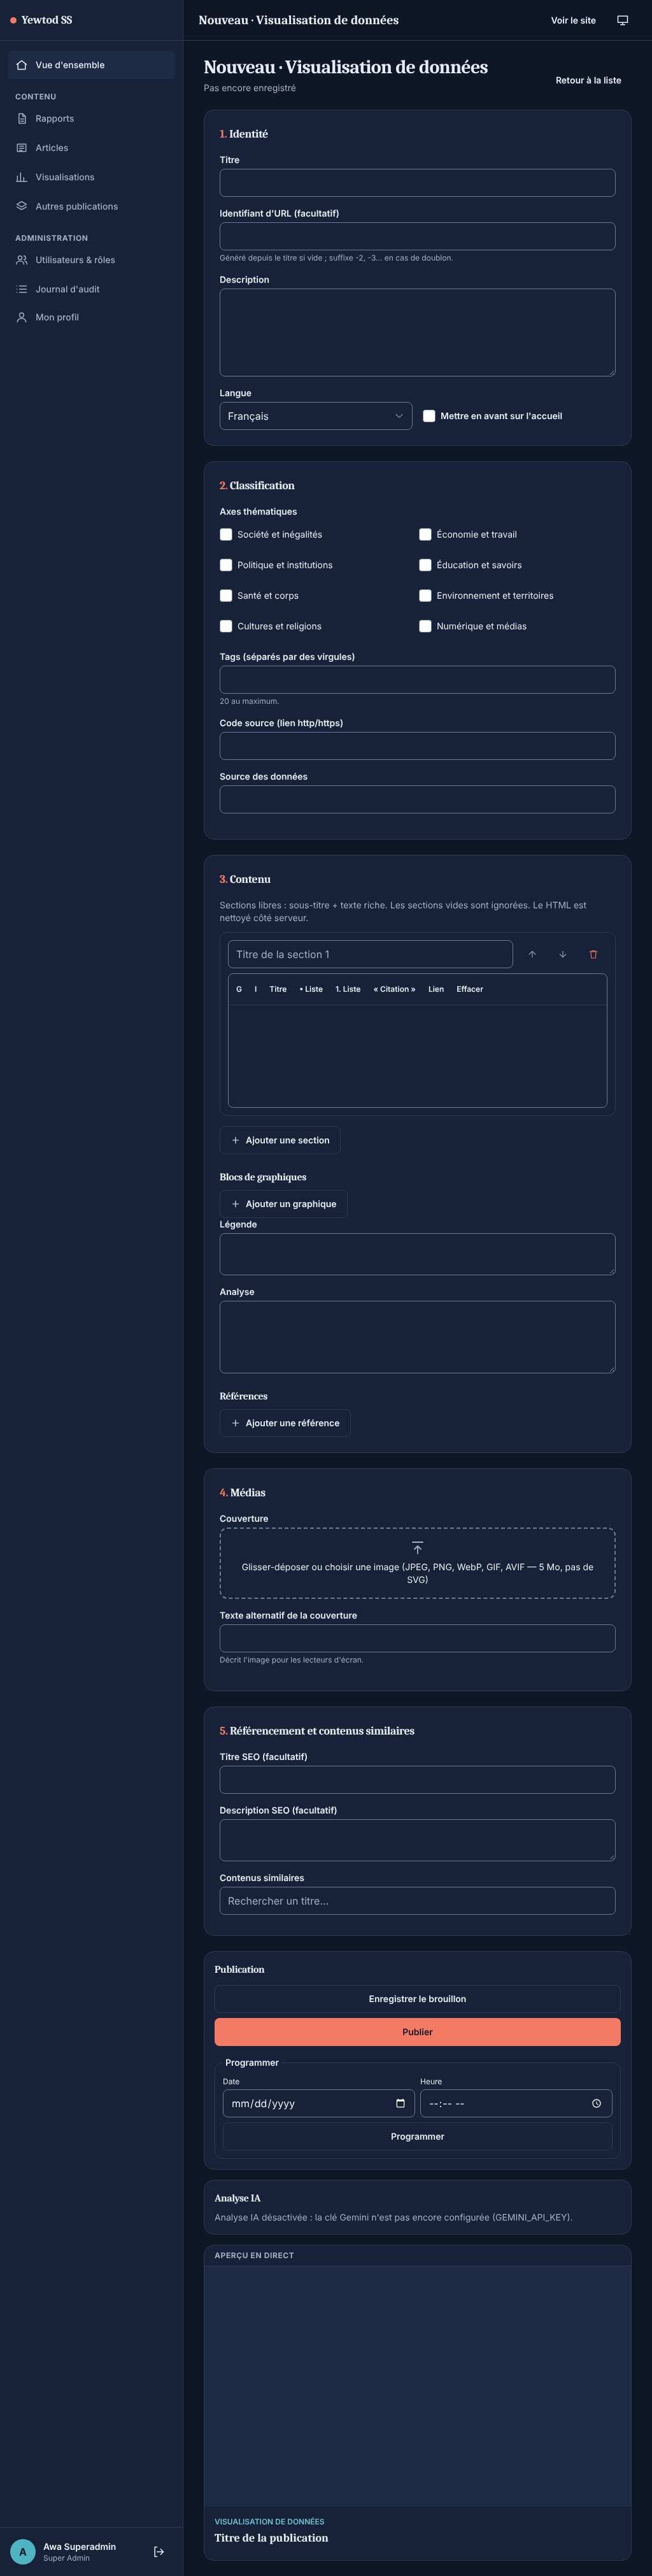 Yewtod SS
Vue d'ensemble
CONTENU
Rapports
Articles
Visualisations
Autres publications
ADMINISTRATION
Utilisateurs & rôles
Journal d'audit
Mon profil
A
Awa Superadmin
Super Admin
Nouveau · Visualisation de données
Voir le site
Nouveau · Visualisation de données
Pas encore enregistré
Retour à la liste
1. Identité
Titre
Identifiant d'URL (facultatif)
Généré depuis le titre si vide ; suffixe -2, -3… en cas de doublon.
Description
Langue
Français
Mettre en avant sur l'accueil
2. Classification
Axes thématiques
Société et inégalités
Économie et travail
Politique et institutions
Éducation et savoirs
Santé et corps
Environnement et territoires
Cultures et religions
Numérique et médias
Tags (séparés par des virgules)
20 au maximum.
Code source (lien http/https)
Source des données
3. Contenu
Sections libres : sous-titre + texte riche. Les sections vides sont ignorées. Le HTML est
nettoyé côté serveur.
Titre de la section 1
G I Titre • Liste 1. Liste « Citation » Lien Effacer
Ajouter une section
Blocs de graphiques
Ajouter un graphique
Légende
Analyse
Références
Ajouter une référence
4. Médias
Couverture
Glisser-déposer ou choisir une image (JPEG, PNG, WebP, GIF, AVIF — 5 Mo, pas de
SVG)
Texte alternatif de la couverture
Décrit l'image pour les lecteurs d'écran.
5. Référencement et contenus similaires
Titre SEO (facultatif)
Description SEO (facultatif)
Contenus similaires
Rechercher un titre…
Publication
Enregistrer le brouillon
Publier
Programmer
Date
Heure
mm/dd/yyyy
--:-- --
Programmer
Analyse IA
Analyse IA désactivée : la clé Gemini n'est pas encore configurée (GEMINI_API_KEY).
APERÇU EN DIRECT
VISUALISATION DE DONNÉES
Titre de la publication